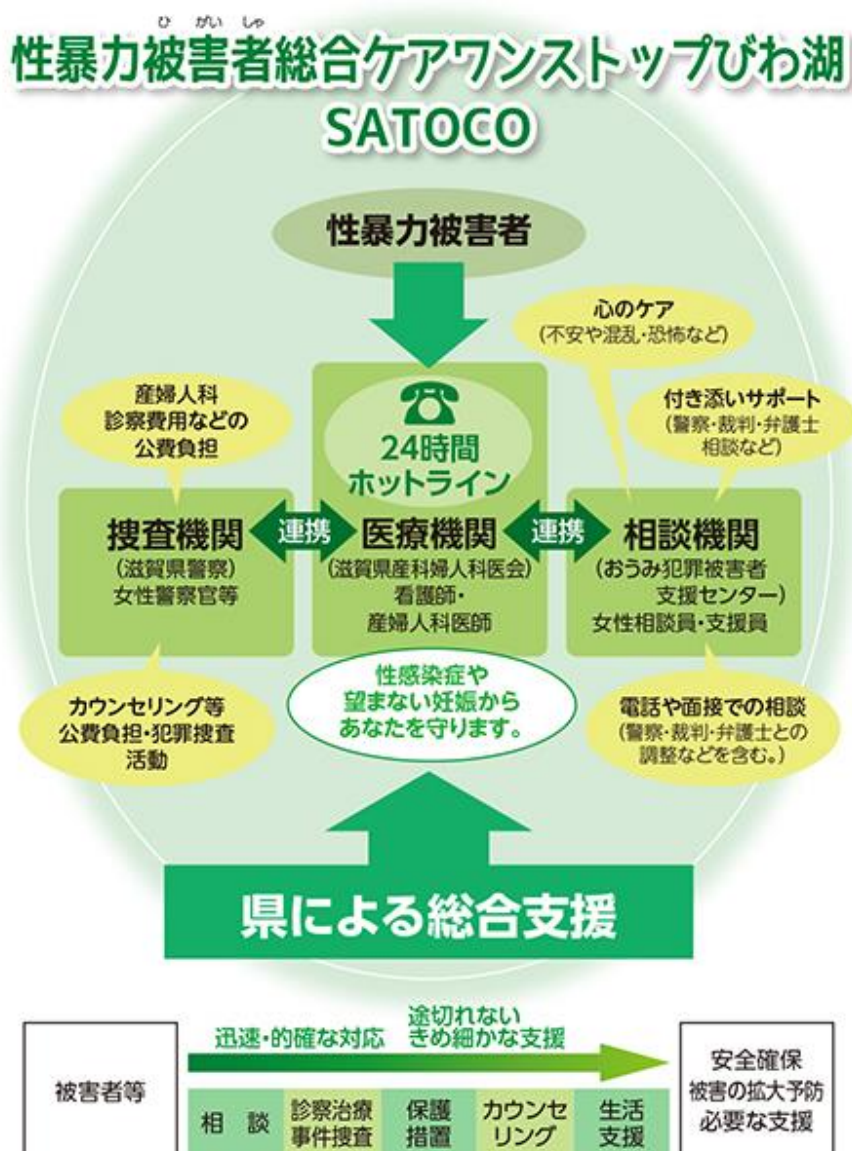 ひ がい しゃ
性暴力被害者総合ケアワンストップびわ湖
SATOCO
性暴力被害者
心のケア
(不安や混乱・恐怖など)
産婦人科
診察費用などの
公費負担
24時間
ホットライン
付き添いサポート
(警察・裁判・弁護士
相談など)
捜査機関
(滋賀県警察)
女性警察官等
連携
医療機関
(滋賀県産科婦人科医会)
看護師・
産婦人科医師
連携
相談機関
(おうみ犯罪被害者
支援センター)
女性相談員・支援員
カウンセリング等
公費負担・犯罪捜査
活動
性感染症や
望まない妊娠から
あなたを守ります。
電話や面接での相談
(警察・裁判・弁護士との
調整などを含む。)
県による総合支援
被害者等
迅速・的確な対応
途切れない
きめ細かな支援
相 談
診察治療
事件捜査
保護
措置
カウンセ
リング
生活
支援
安全確保
被害の拡大予防
必要な支援